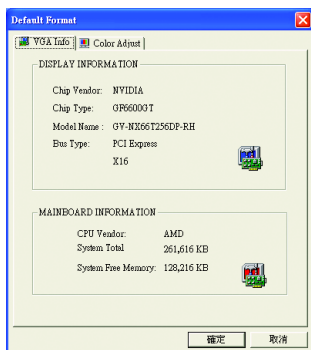 Default Format
VGA Info Color Adjust
DISPLAY INFORMATION
Chip Vendor: NVIDIA
Chip Type: GF6600GT
Model Name : GV-NX66T256DP-RH
Bus Type: PCI Express
X16
MAINBOARD INFORMATION
CPU Vendor: AMD
System Total 261,616 KB
System Free Memory: 128,216 KB
確定 取消